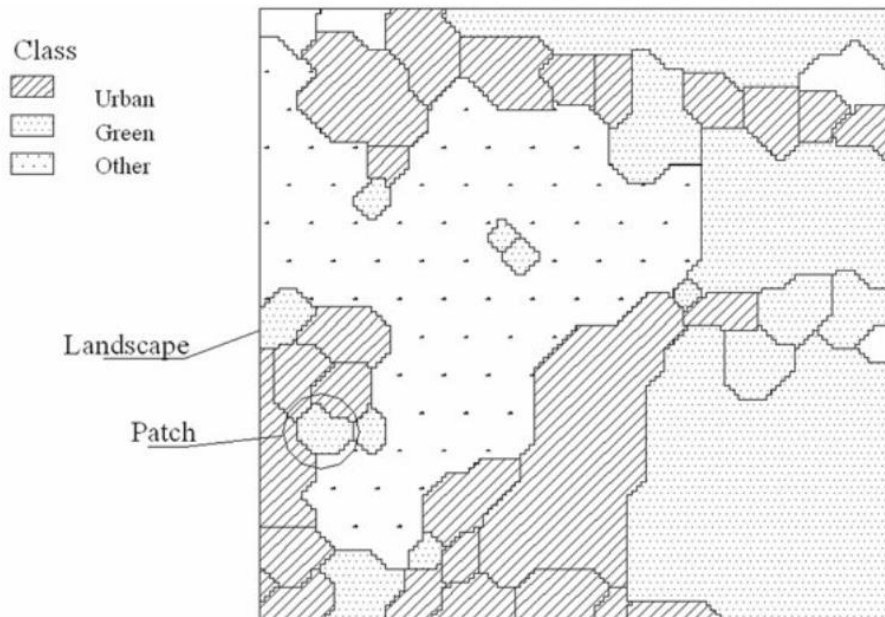 Class
Urban
Green
Other
Landscape
Patch